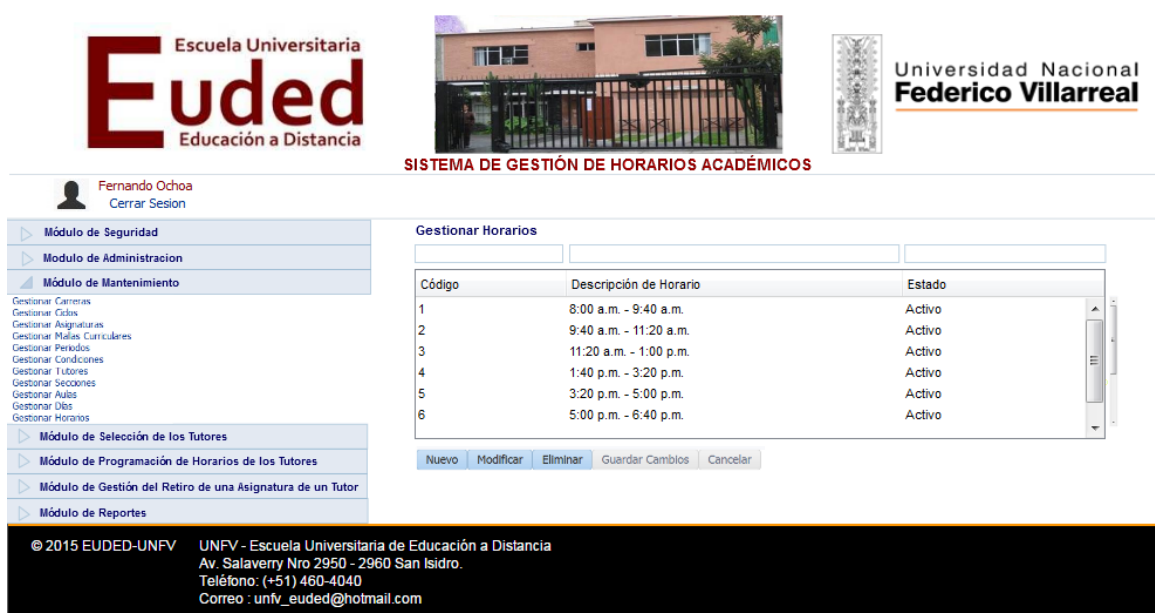 Escuela Universitaria
Euded
Educación a Distancia
Universidad Nacional
Federico Villarreal
SISTEMA DE GESTIÓN DE HORARIOS ACADÉMICOS
Fernando Ochoa
Cerrar Sesion
Módulo de Seguridad
Modulo de Administracion
Módulo de Mantenimiento
Gestionar Carreras
Gestionar Ciclos
Gestionar Asignaturas
Gestionar Mallas Curriculares
Gestionar Periodos
Gestionar Condiciones
Gestionar Tutores
Gestionar Secciones
Gestionar Aulas
Gestionar Días
Gestionar Horarios
Módulo de Selección de los Tutores
Módulo de Programación de Horarios de los Tutores
Módulo de Gestión del Retiro de una Asignatura de un Tutor
Módulo de Reportes
Gestionar Horarios
Código Descripción de Horario Estado
1 8:00 a.m. - 9:40 a.m. Activo
2 9:40 a.m. - 11:20 a.m. Activo
3 11:20 a.m. - 1:00 p.m. Activo
4 1:40 p.m. - 3:20 p.m. Activo
5 3:20 p.m. - 5:00 p.m. Activo
6 5:00 p.m. - 6:40 p.m. Activo
Nuevo Modificar Eliminar Guardar Cambios Cancelar
© 2015 EUDED-UNFV UNFV - Escuela Universitaria de Educación a Distancia
Av. Salaverry Nro 2950 - 2960 San Isidro.
Teléfono: (+51) 460-4040
Correo : unfv_euded@hotmail.com